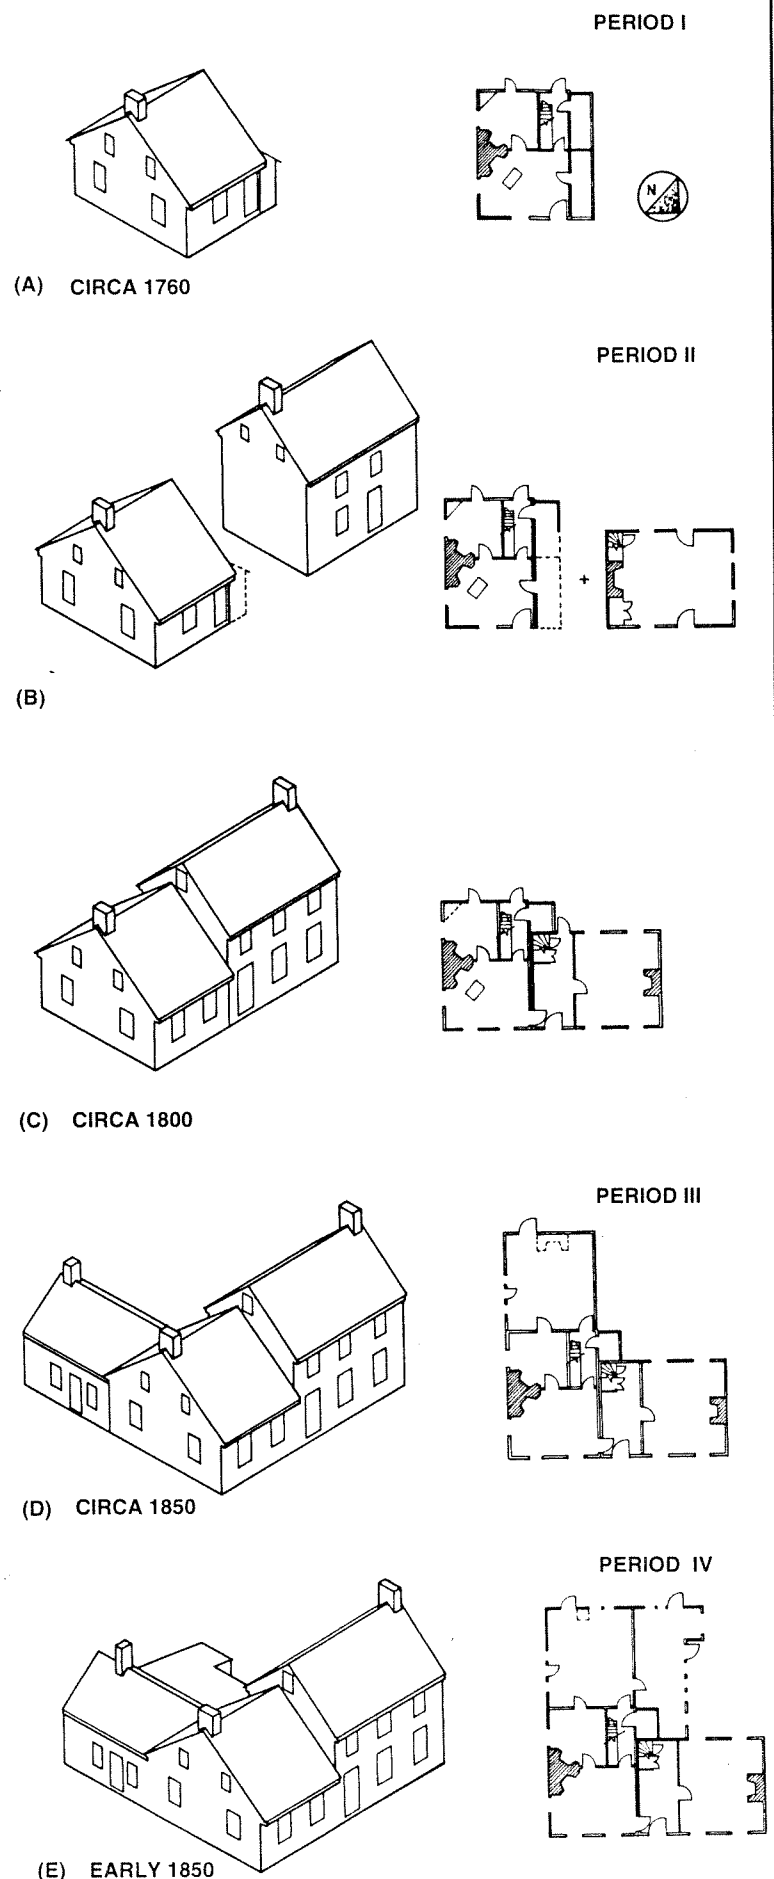 PERIOD I
N
(A) CIRCA 1760
PERIOD II
+
(B)
(C) CIRCA 1800
PERIOD III
(D) CIRCA 1850
PERIOD IV
(E) EARLY 1850